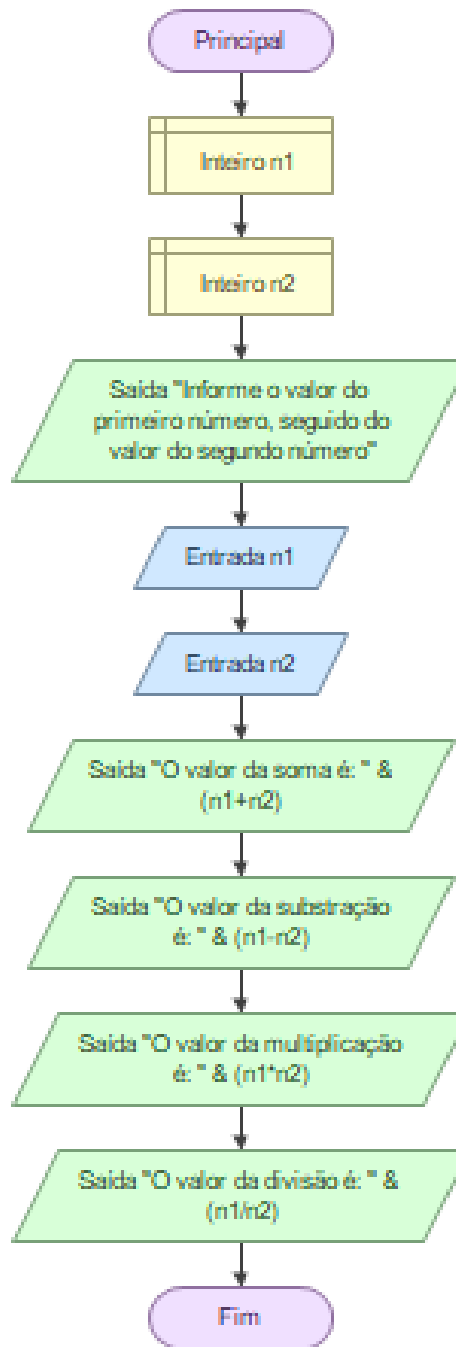 Principal
Inteiro n1
Inteiro n2
Saída "Informe o valor do
primeiro número, seguido do
valor do segundo número"
Entrada n1
Entrada n2
Saída "O valor da soma é: " &
(n1+n2)
Saída "O valor da substração
é: " & (n1-n2)
Saída "O valor da multiplicação
é: " & (n1*n2)
Saída "O valor da divisão é: " &
(n1/n2)
Fim